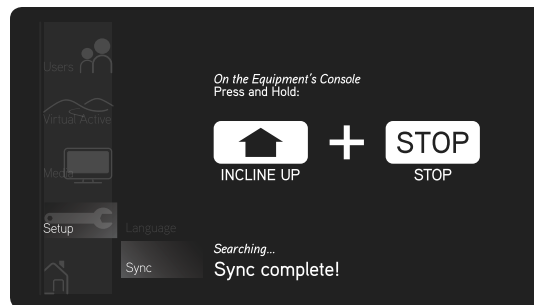 Users
Virtual Active
Media
Setup
Language
Sync
On the Equipment's Console
Press and Hold:
STOP
INCLINE UP
STOP
Searching...
Sync complete!